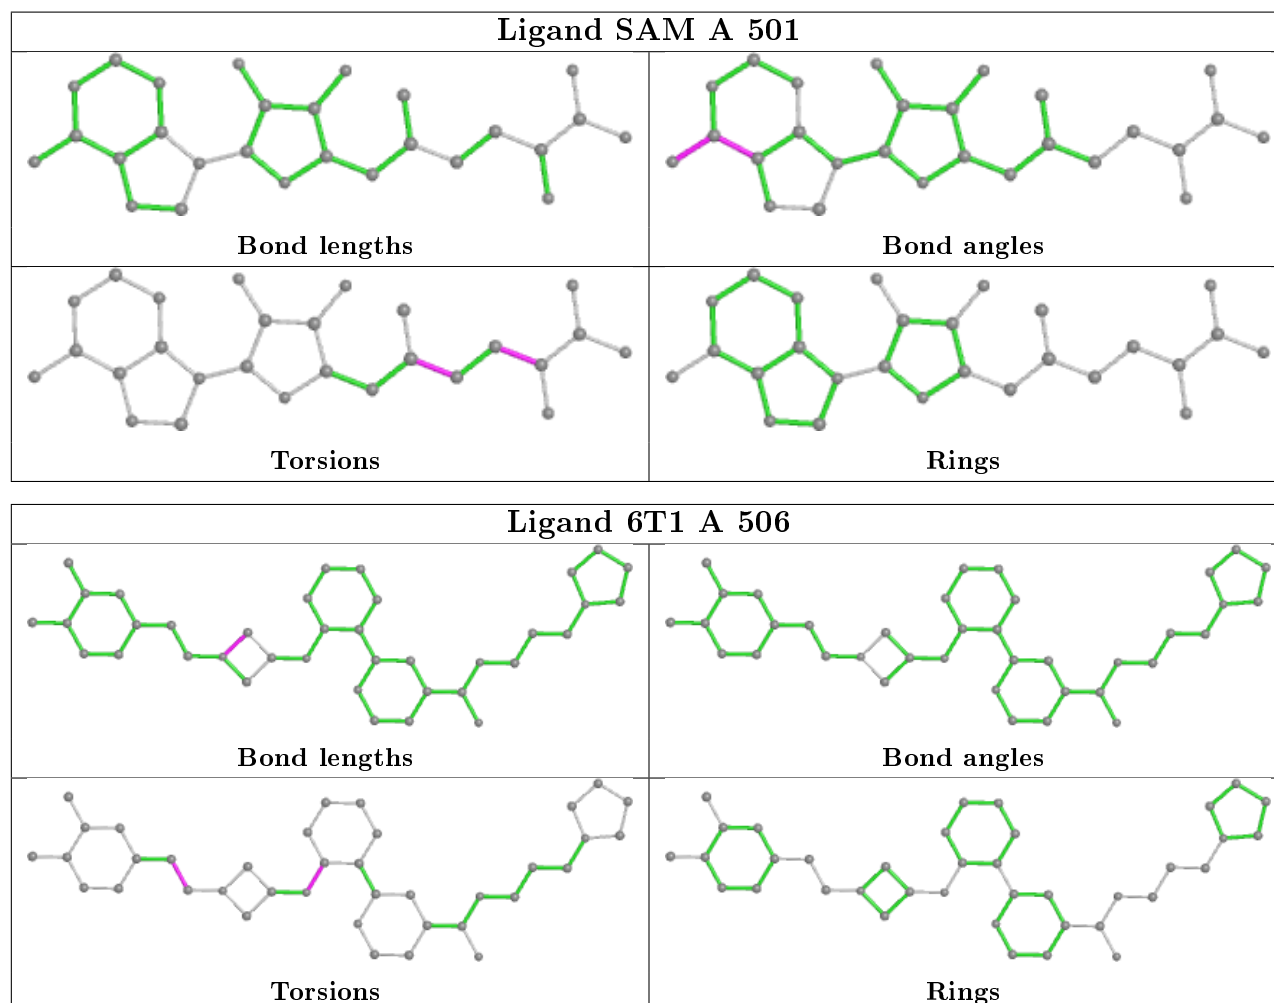 Ligand SAM A 501
Bond lengths
Bond angles
Torsions
Rings
Ligand 6T1 A 506
Bond lengths
Bond angles
Torsions
Rings